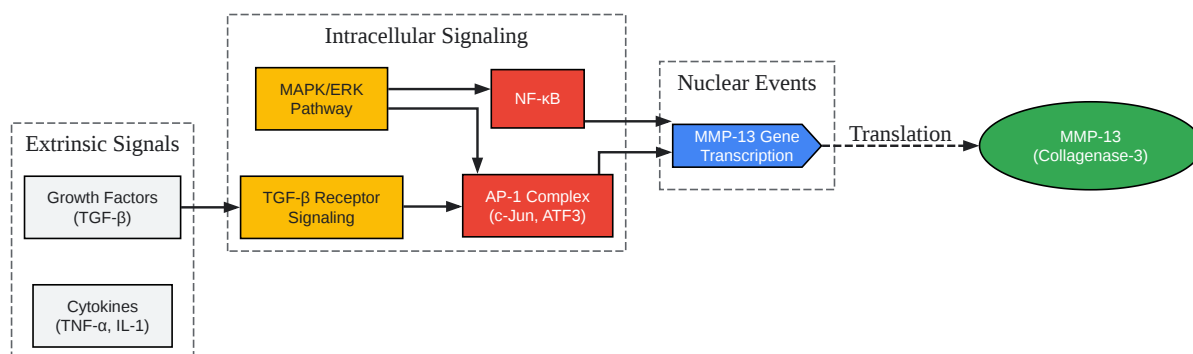 Extrinsic Signals
Growth Factors
(TGF-β)
Cytokines
(TNF-α, IL-1)
Intracellular Signaling
MAPK/ERK
Pathway
NF-κB
TGF-β Receptor
Signaling
AP-1 Complex
(c-Jun, ATF3)
Nuclear Events
MMP-13 Gene
Transcription
Translation
MMP-13
(Collagenase-3)